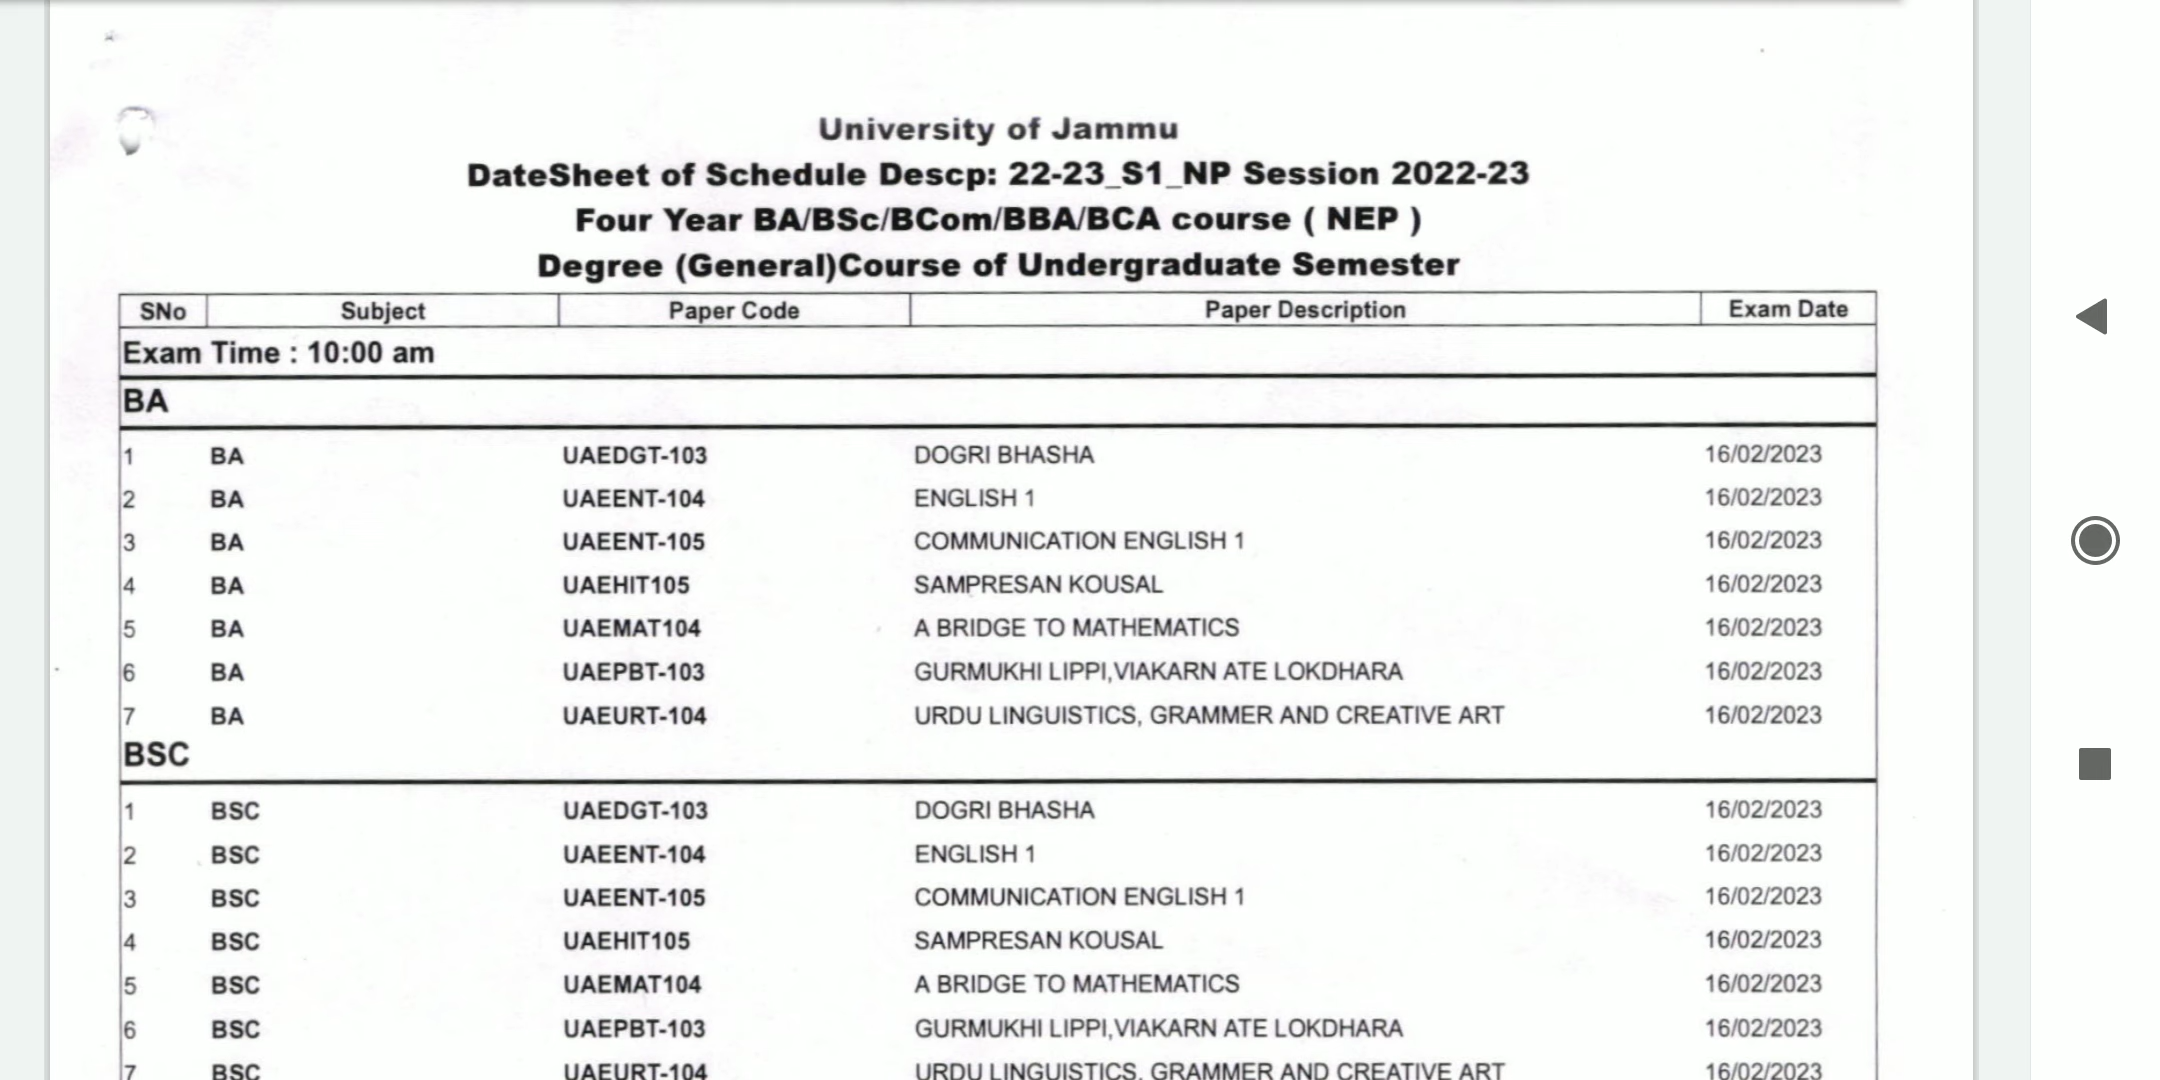 University of Jammu
DateSheet of Schedule Descp: 22-23_S1_NP Session 2022-23
Four Year BA/BSc/BCom/BBA/BCA course ( NEP )
Degree (General)Course of Undergraduate Semester
SNo Subject Paper Code Paper Description Exam Date
Exam Time : 10:00 am
BA
1 BA UAEDGT-103 DOGRI BHASHA 16/02/2023
2 BA UAEENT-104 ENGLISH 1 16/02/2023
3 BA UAEENT-105 COMMUNICATION ENGLISH 1 16/02/2023
4 BA UAEHIT105 SAMPRESAN KOUSAL 16/02/2023
5 BA UAEMAT104 A BRIDGE TO MATHEMATICS 16/02/2023
6 BA UAEPBT-103 GURMUKHI LIPPI,VIAKARN ATE LOKDHARA 16/02/2023
7 BA UAEURT-104 URDU LINGUISTICS, GRAMMER AND CREATIVE ART 16/02/2023
BSC
1 BSC UAEDGT-103 DOGRI BHASHA 16/02/2023
2 BSC UAEENT-104 ENGLISH 1 16/02/2023
3 BSC UAEENT-105 COMMUNICATION ENGLISH 1 16/02/2023
4 BSC UAEHIT105 SAMPRESAN KOUSAL 16/02/2023
5 BSC UAEMAT104 A BRIDGE TO MATHEMATICS 16/02/2023
6 BSC UAEPBT-103 GURMUKHI LIPPI,VIAKARN ATE LOKDHARA 16/02/2023
7 BSC UAEURT-104 URDU LINGUISTICS, GRAMMER AND CREATIVE ART 16/02/2023